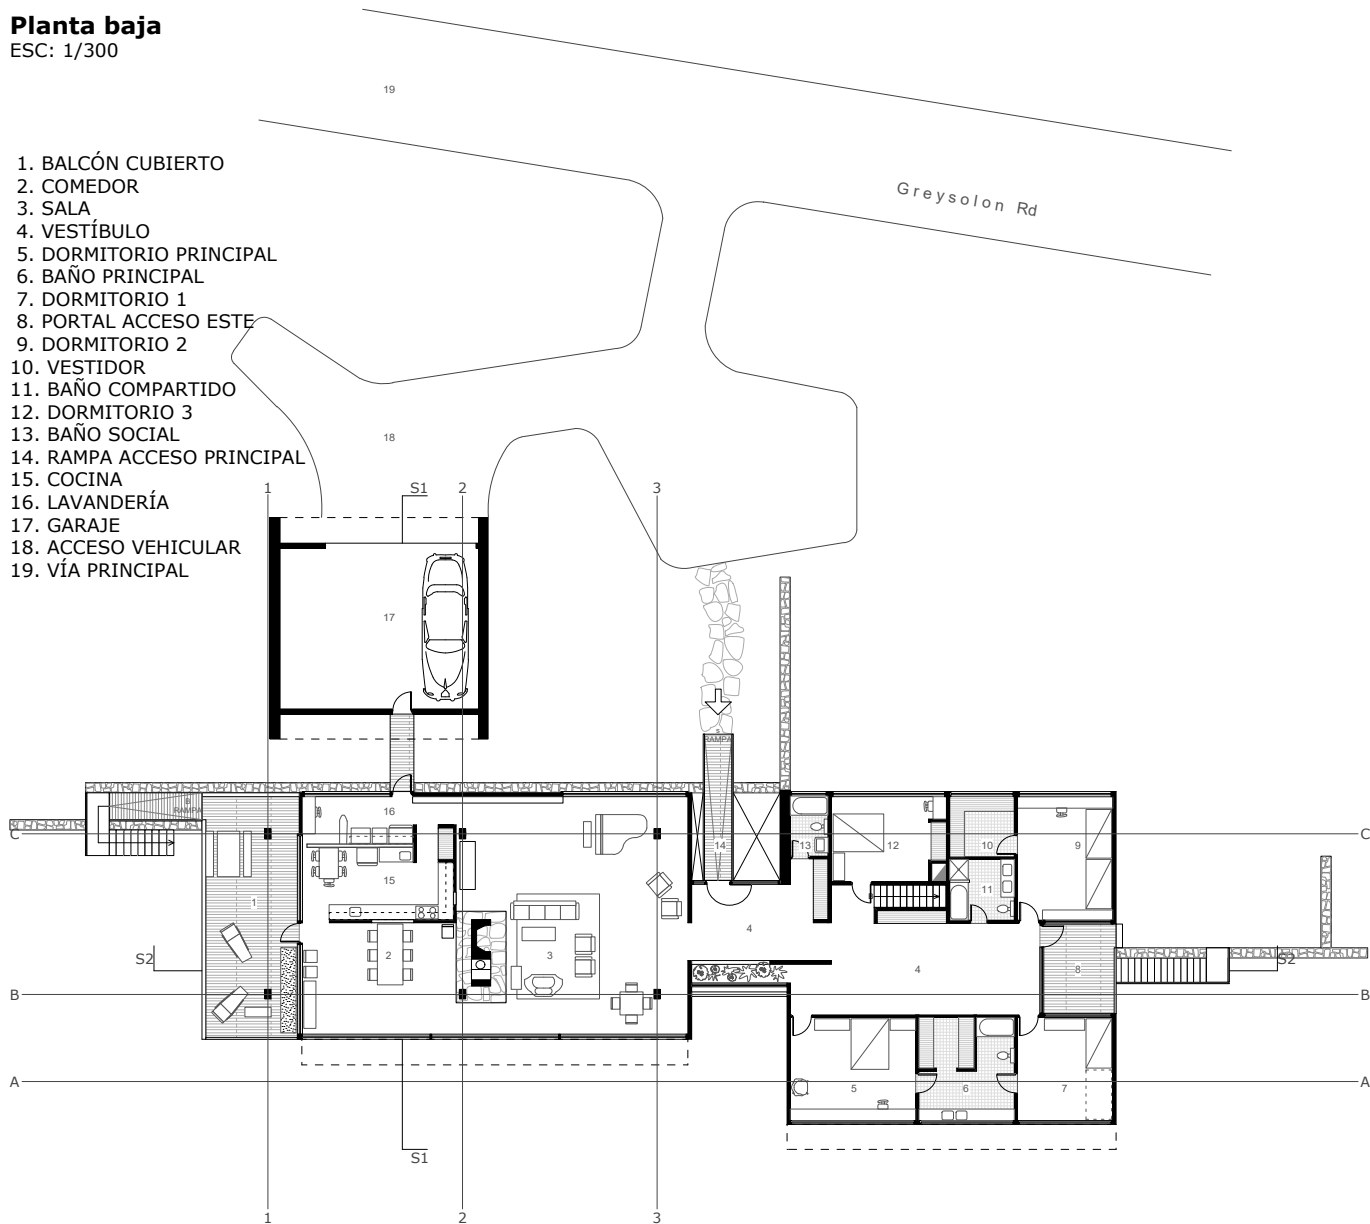 Planta baja
ESC: 1/300
19
1. BALCÓN CUBIERTO
2. COMEDOR
3. SALA
4. VESTÍBULO
5. DORMITORIO PRINCIPAL
6. BAÑO PRINCIPAL
7. DORMITORIO 1
8. PORTAL ACCESO ESTE
9. DORMITORIO 2
10. VESTIDOR
11. BAÑO COMPARTIDO
12. DORMITORIO 3
13. BAÑO SOCIAL
14. RAMPA ACCESO PRINCIPAL
15. COCINA
16. LAVANDERÍA
17. GARAJE
18. ACCESO VEHICULAR
19. VÍA PRINCIPAL
Greysolon Rd
18
1 S1 2 3
17
S
RAMPA
B
RAMPA
16
C C
14 13 12 10 9
15
11
1
2 3 4
S2 4 8 S2
B B
A A
5 6 7
S1
1 2 3